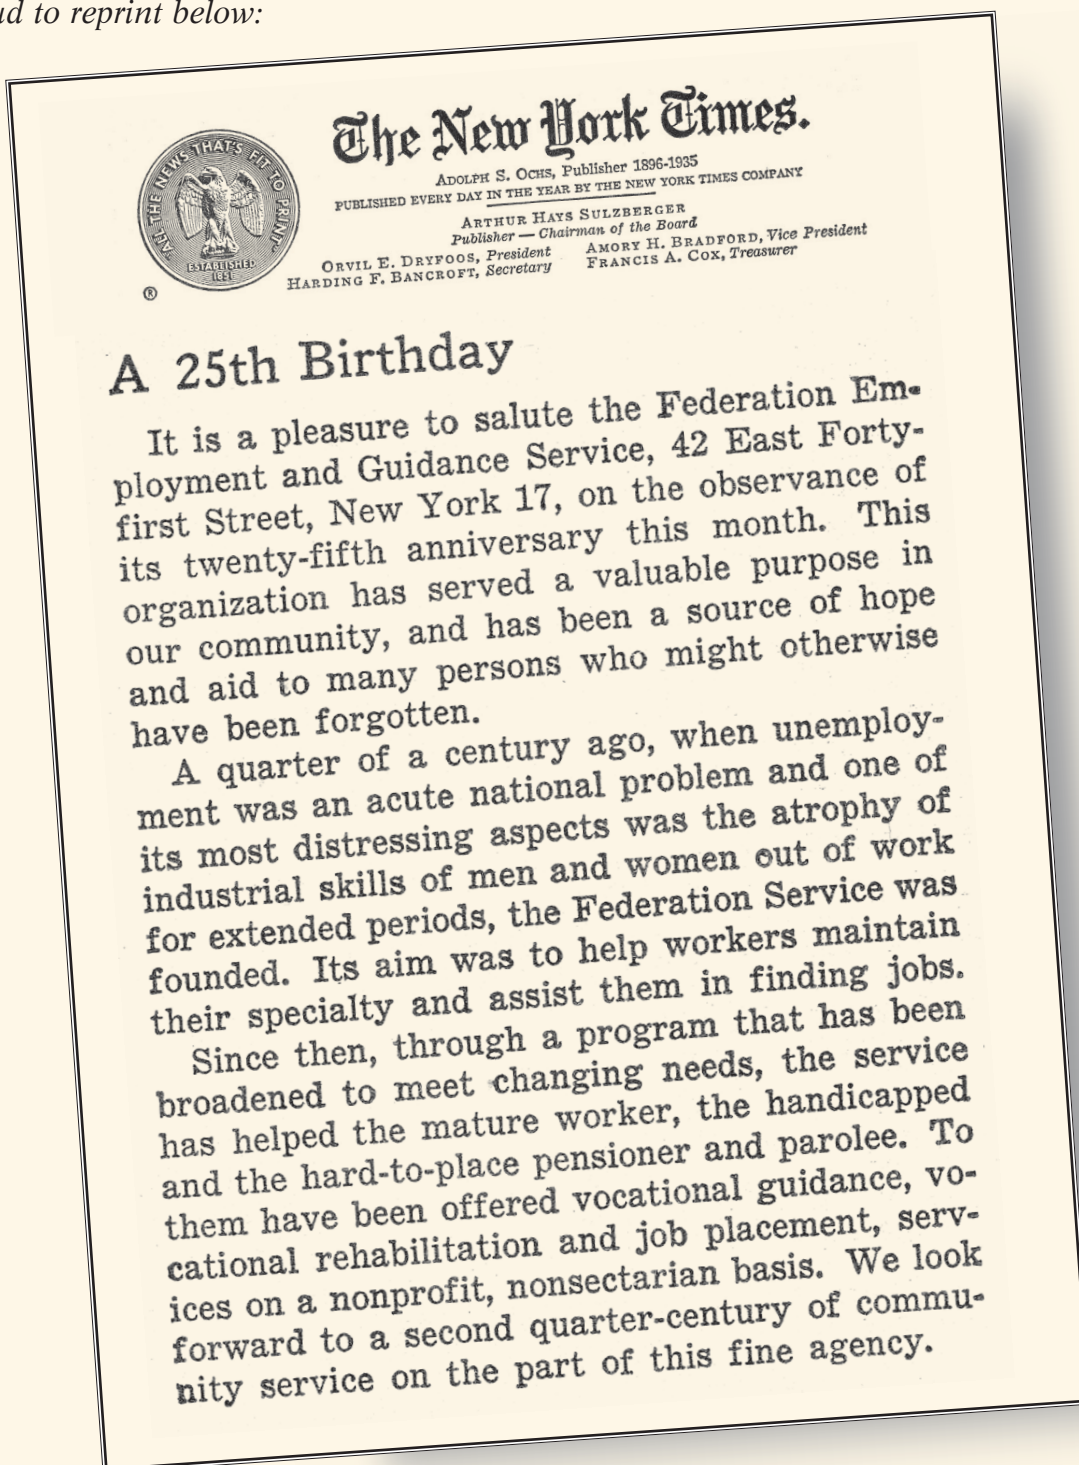 ud to reprint below:
The New York Times.
"ALL THE NEWS THAT'S FIT TO PRINT"
ESTABLISHED
1851
®
ADOLPH S. OCHS, Publisher 1896-1935
PUBLISHED EVERY DAY IN THE YEAR BY THE NEW YORK TIMES COMPANY
ARTHUR HAYS SULZBERGER
Publisher — Chairman of the Board
ORVIL E. DRYFOOS, President
HARDING F. BANCROFT, Secretary
AMORY H. BRADFORD, Vice President
FRANCIS A. COX, Treasurer
A 25th Birthday
It is a pleasure to salute the Federation Em-
ployment and Guidance Service, 42 East Forty-
first Street, New York 17, on the observance of
its twenty-fifth anniversary this month. This
organization has served a valuable purpose in
our community, and has been a source of hope
and aid to many persons who might otherwise
have been forgotten.
A quarter of a century ago, when unemploy-
ment was an acute national problem and one of
its most distressing aspects was the atrophy of
industrial skills of men and women out of work
for extended periods, the Federation Service was
founded. Its aim was to help workers maintain
their specialty and assist them in finding jobs.
Since then, through a program that has been
broadened to meet changing needs, the service
has helped the mature worker, the handicapped
and the hard-to-place pensioner and parolee. To
them have been offered vocational guidance, vo-
cational rehabilitation and job placement, serv-
ices on a nonprofit, nonsectarian basis. We look
forward to a second quarter-century of commu-
nity service on the part of this fine agency.